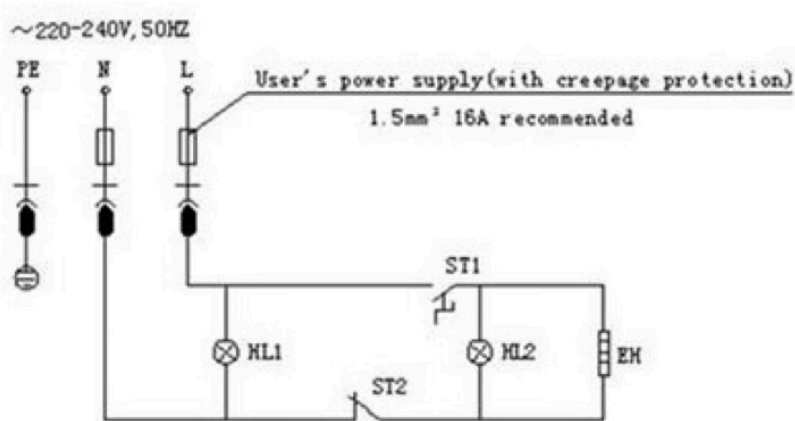 ~220-240V, 50HZ
PE N L
User's power supply(with creepage protection)
1.5mm² 16A recommended
ST1
HL1
HL2
EH
ST2